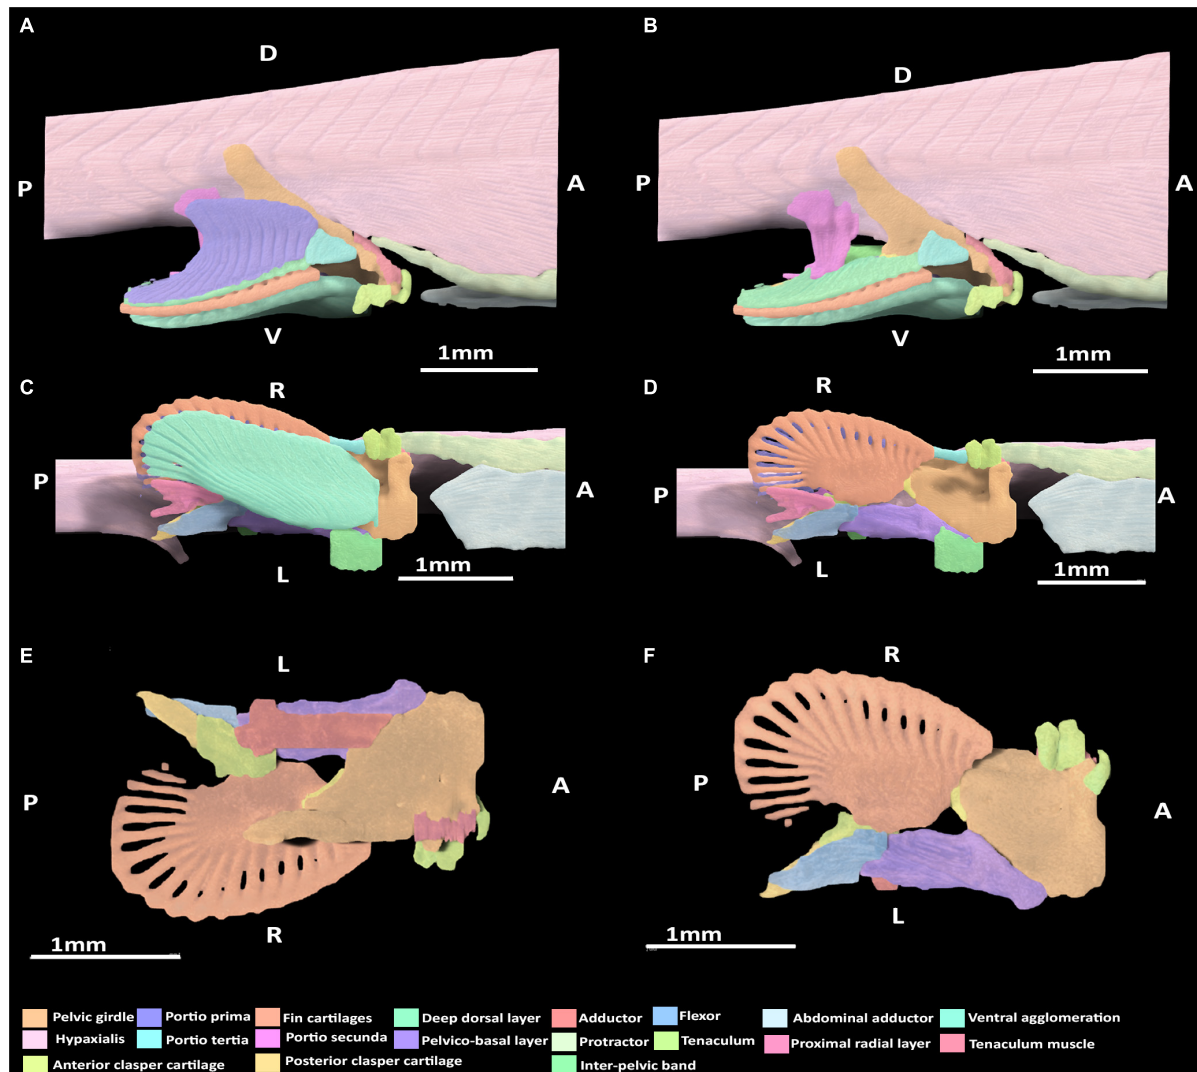 A
B
D
D
P
A
P
A
V
V
1mm
1mm
C
R
D
R
P
A
P
A
L
1mm
L
1mm
E
L
F
R
P
A
P
A
R
L
1mm
1mm
Pelvic girdle Portio prima Fin cartilages Deep dorsal layer Adductor Flexor Abdominal adductor Ventral agglomeration
Hypaxialis Portio tertia Portio secunda Pelvico-basal layer Protractor Tenaculum Proximal radial layer Tenaculum muscle
Anterior clasper cartilage Posterior clasper cartilage Inter-pelvic band